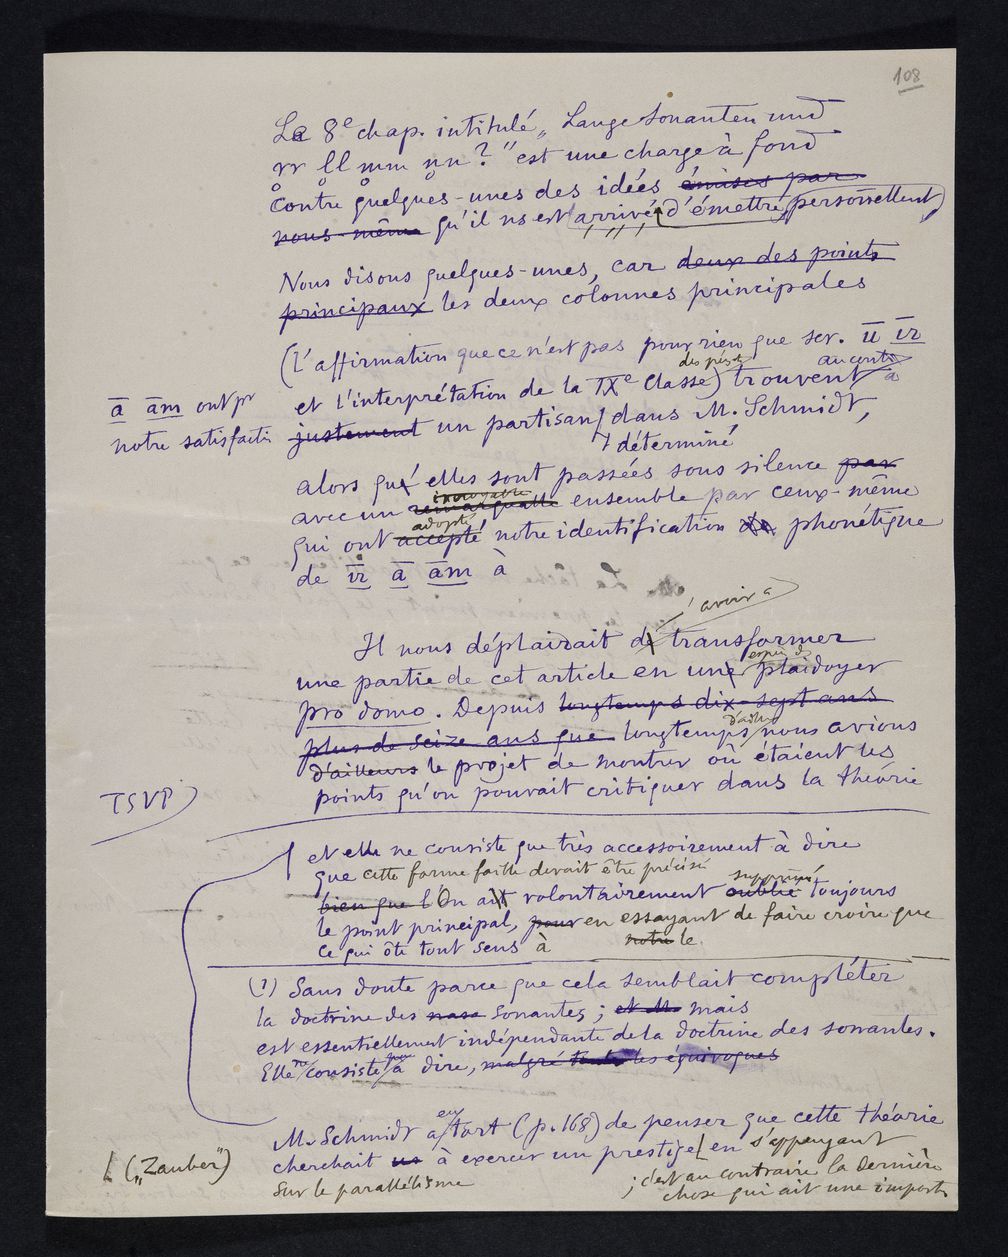 108
Le 8e chap. intitulé „Lange Sonanten und
r̥r l̥l m̥m n̥n?" est une charge à fond
contre quelques-unes des idées émises par
nous-même qu'il ns est arrivé d'émettre personnellent
Nous disons quelques-unes, car deux des points
principaux les deux colonnes principales
(L'affirmation que ce n'est pas pour rien que scr. ū īr
au contr
et l'interprétation de la IXe classe) trouvent
ā ām ont pr
notre satisfacti
justement un partisan dans M. Schmidt,
déterminé
alors qu' elles sont passées sous silence par
incroyable
avec un remarquable ensemble par ceux-même
adopté
qui ont accepté notre identification phonétique
de īr ā ām à
avoir à
Il nous déplairait de transformer
espèce de
une partie de cet article en un plaidoyer
pro domo. Depuis longtemps dix-sept ans
d'aill
plus de seize ans que longtemps nous avions
d'ailleurs le projet de montrer où étaient les
points qu'on pouvait critiquer dans la théorie
TSVP
et elle ne consiste que très accessoirement à dire
que cette forme faible devait être précisé
supprimé
bien que l'On a volontairement oublié toujours
le point principal, pour en essayant de faire croire que
ce qui ôte tout sens à notre le
(1) Sans doute parce que cela semblait compléter
la doctrine des nasa sonantes; et M. mais
est essentiellement indépendante de la doctrine des sonantes.
Elle ne consiste pas à dire, malgré toute les équivoques
M. Schmidt a eu tort (p. 168) de penser que cette théorie
cherchait à exercer un prestige en s'appuyant
(„Zauber")
sur le parallélisme
; c'est au contraire la dernière
chose qui ait une import